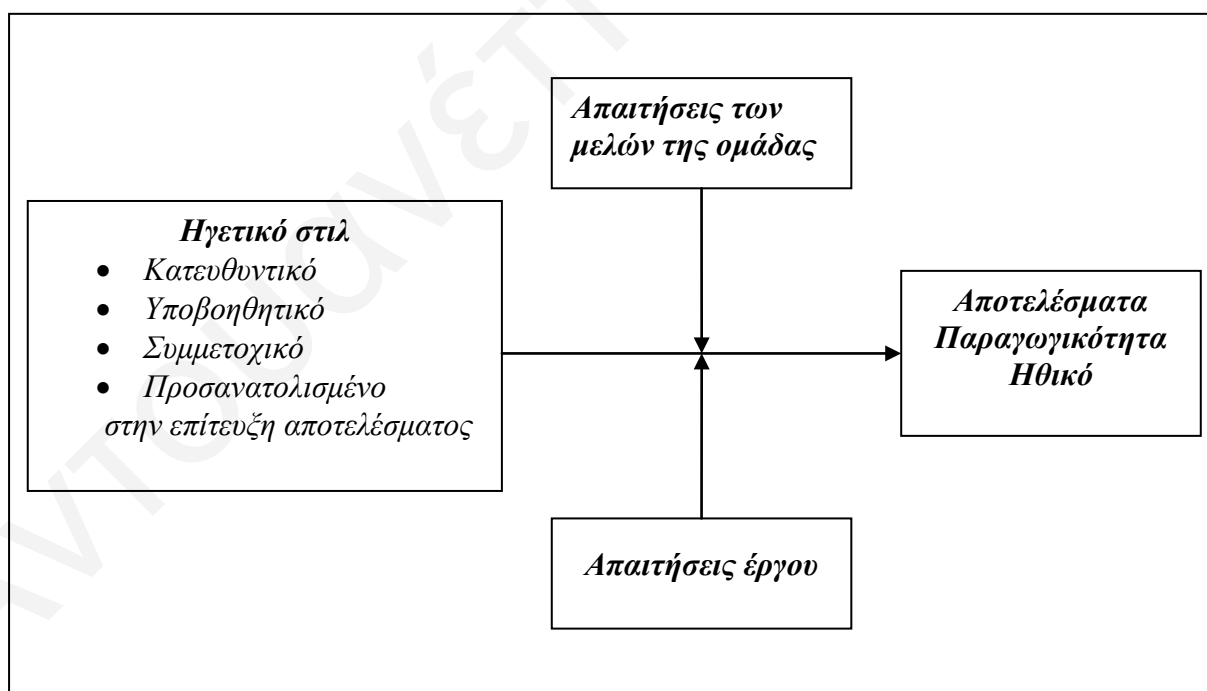 Απαιτήσεις των
μελών της ομάδας
Ηγετικό στιλ
• Κατευθυντικό
• Υποβοηθητικό
• Συμμετοχικό
• Προσανατολισμένο
στην επίτευξη αποτελέσματος
Αποτελέσματα
Παραγωγικότητα
Ηθικό
Απαιτήσεις έργου